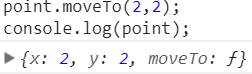 point.moveTo(2,2);
console.log(point);
▶{x: 2, y: 2, moveTo: ƒ}